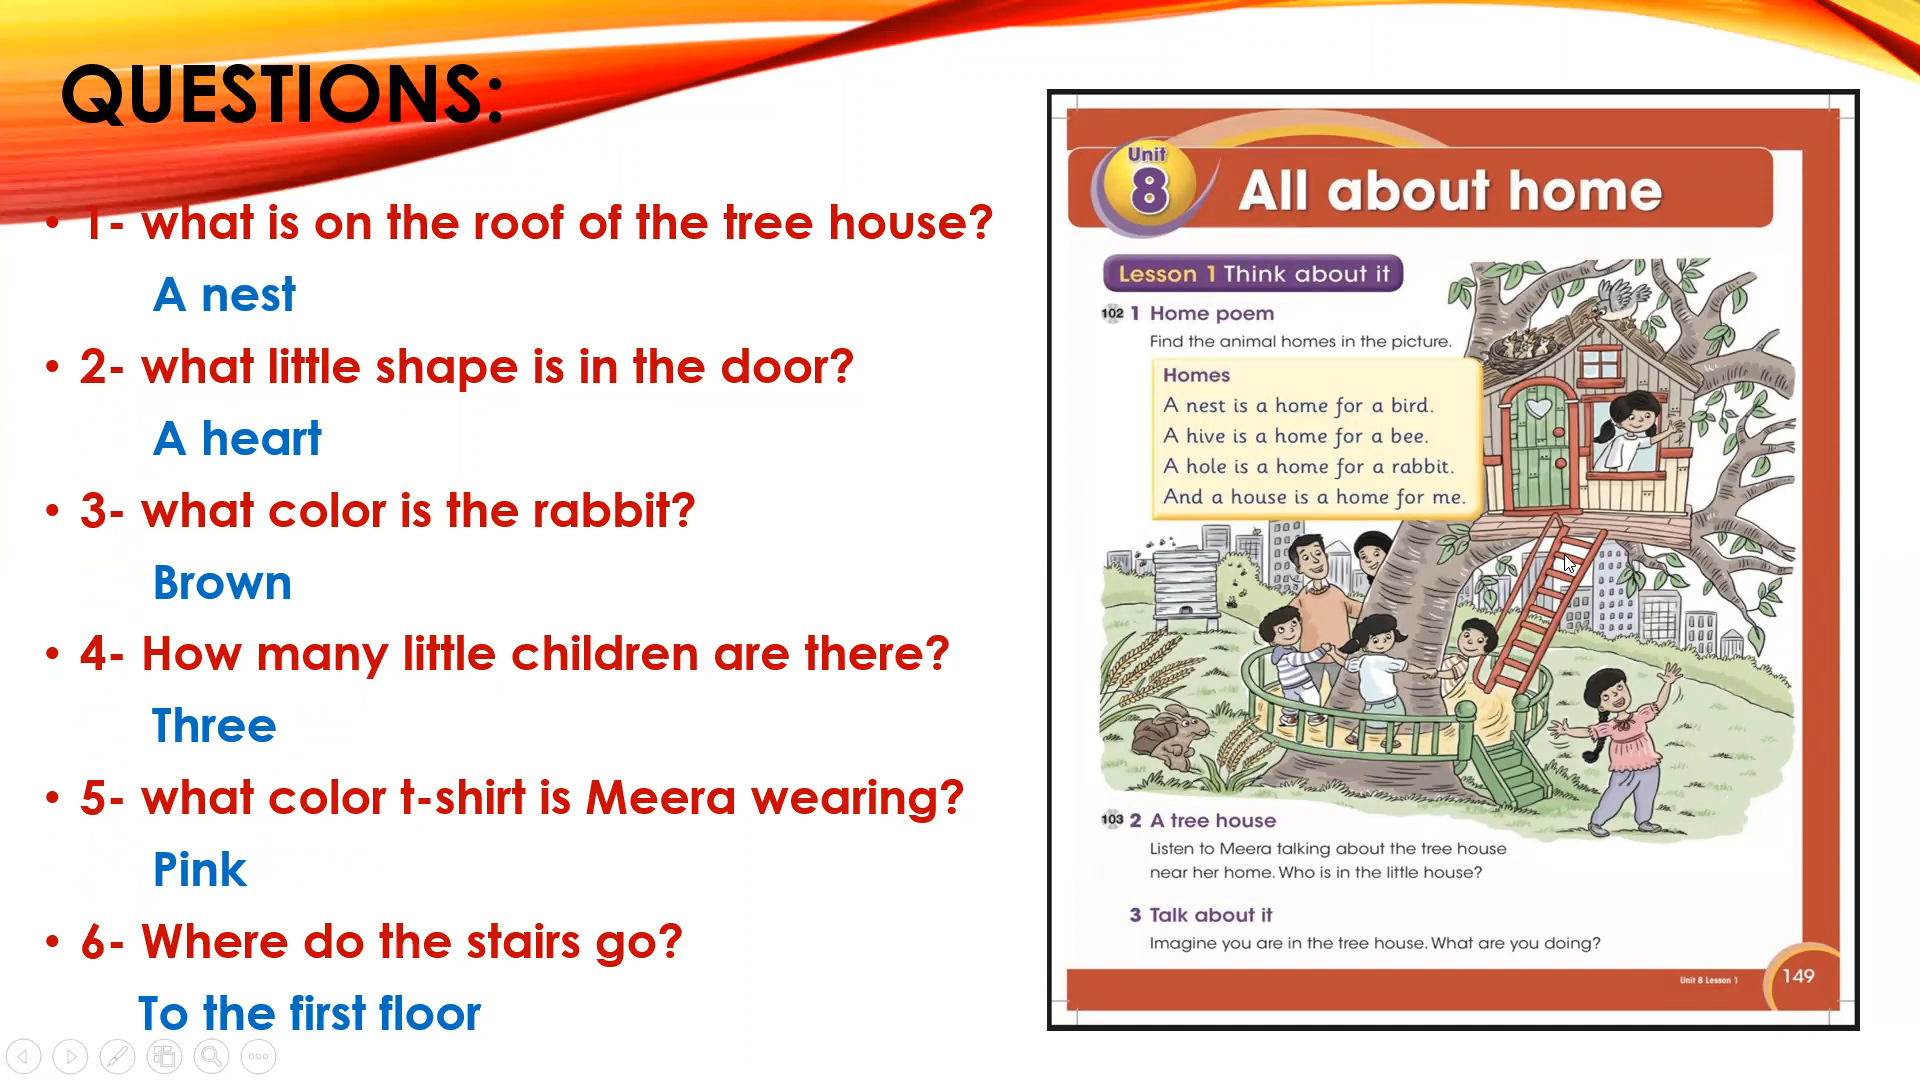 QUESTIONS:
• 1- what is on the roof of the tree house?
A nest
• 2- what little shape is in the door?
A heart
• 3- what color is the rabbit?
Brown
• 4- How many little children are there?
Three
• 5- what color t-shirt is Meera wearing?
Pink
• 6- Where do the stairs go?
To the first floor
Unit
8
All about home
Lesson 1 Think about it
102 1 Home poem
Find the animal homes in the picture.
Homes
A nest is a home for a bird.
A hive is a home for a bee.
A hole is a home for a rabbit.
And a house is a home for me.
103 2 A tree house
Listen to Meera talking about the tree house
near her home. Who is in the little house?
3 Talk about it
Imagine you are in the tree house. What are you doing?
Unit 8 Lesson 1
149